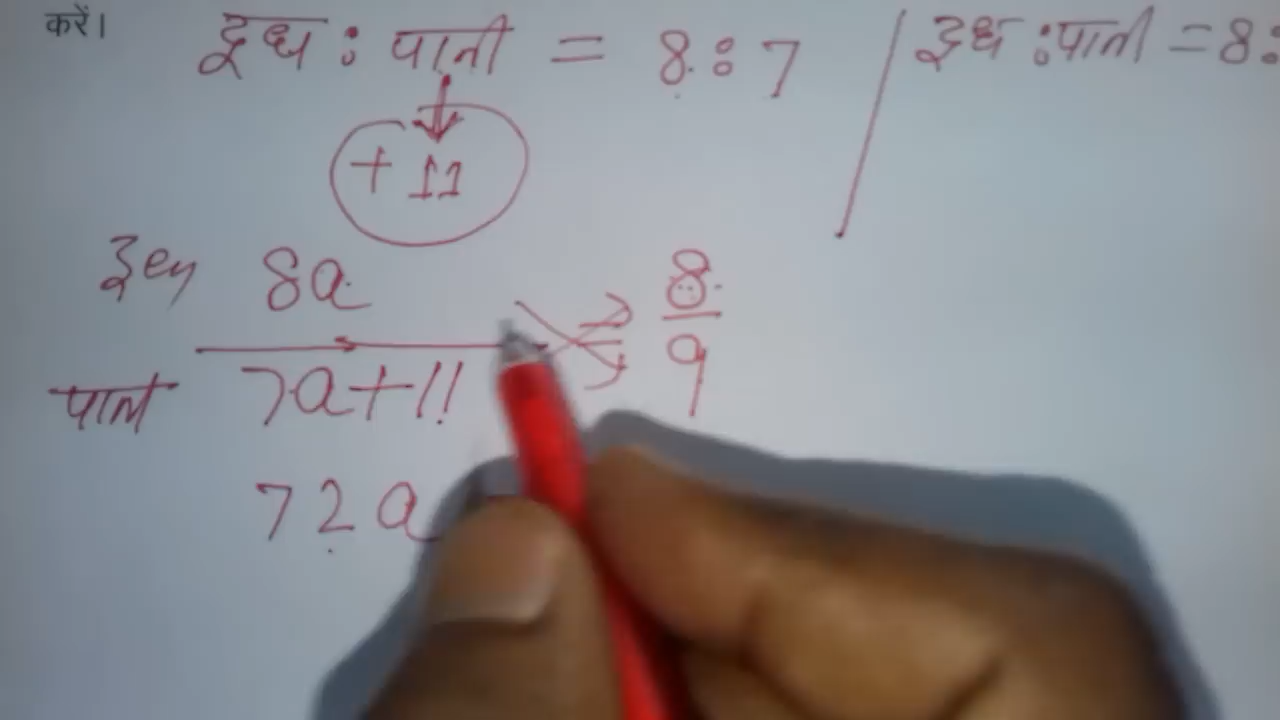 करें।
दूध : पानी = 8 : 7
दूध : पानी = 8 :
+ 11
8a
7a + 11
8
9
=
72a